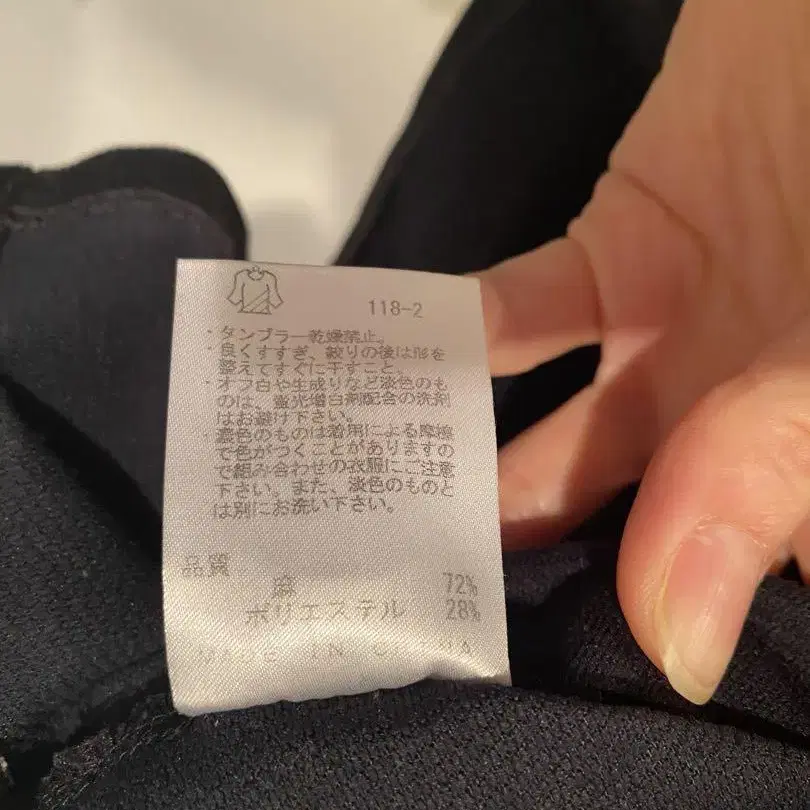 118-2
・タンブラー乾燥禁止。
・良くすすぎ、絞りの後は形を
整えてすぐに干すこと。
・オフ白や生成りなど淡色のも
のは、蛍光増白剤配合の洗剤
はお避け下さい。
・濃色のものは着用による摩擦
で色がつくことがありますの
で組み合わせの衣服にご注意
下さい。また、淡色のものと
は別にお洗い下さい。
品質
麻 72%
ポリエステル 28%
MADE IN